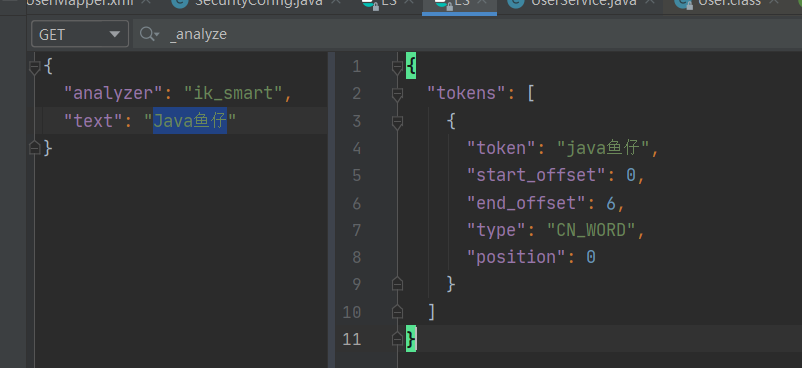 UserMapper.xml
SecurityConfig.java
ES
ES
UserService.java
User.class
GET
_analyze
{
"analyzer": "ik_smart",
"text": "Java鱼仔"
}
1 {
2 "tokens": [
3 {
4 "token": "java鱼仔",
5 "start_offset": 0,
6 "end_offset": 6,
7 "type": "CN_WORD",
8 "position": 0
9 }
10 ]
11 }